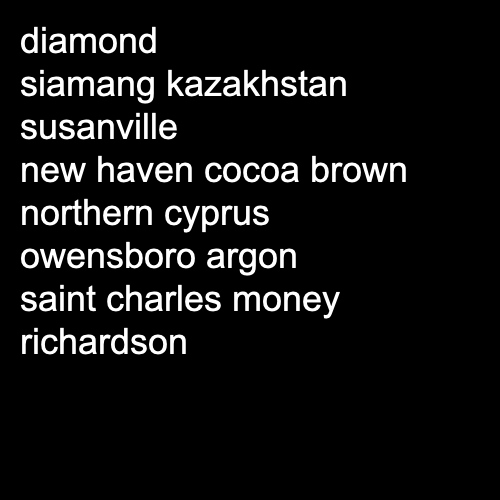 diamond
siamang kazakhstan
susanville
new haven cocoa brown
northern cyprus
owensboro argon
saint charles money
richardson